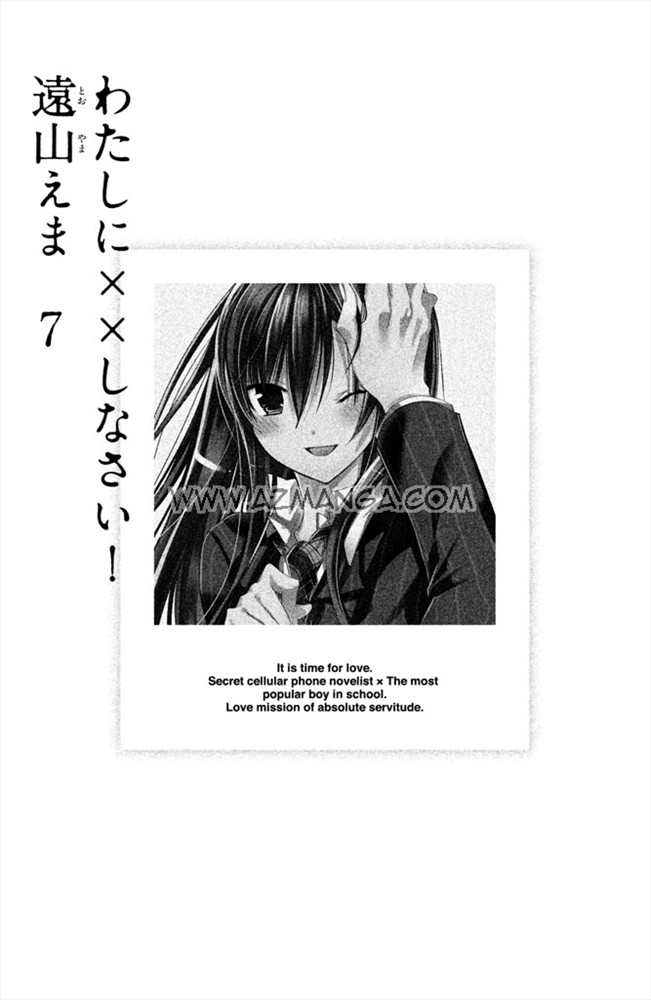 わたしに××しなさい！
遠山えま 7
とお やま
WWW.AZMANGA.COM
It is time for love.
Secret cellular phone novelist × The most
popular boy in school.
Love mission of absolute servitude.